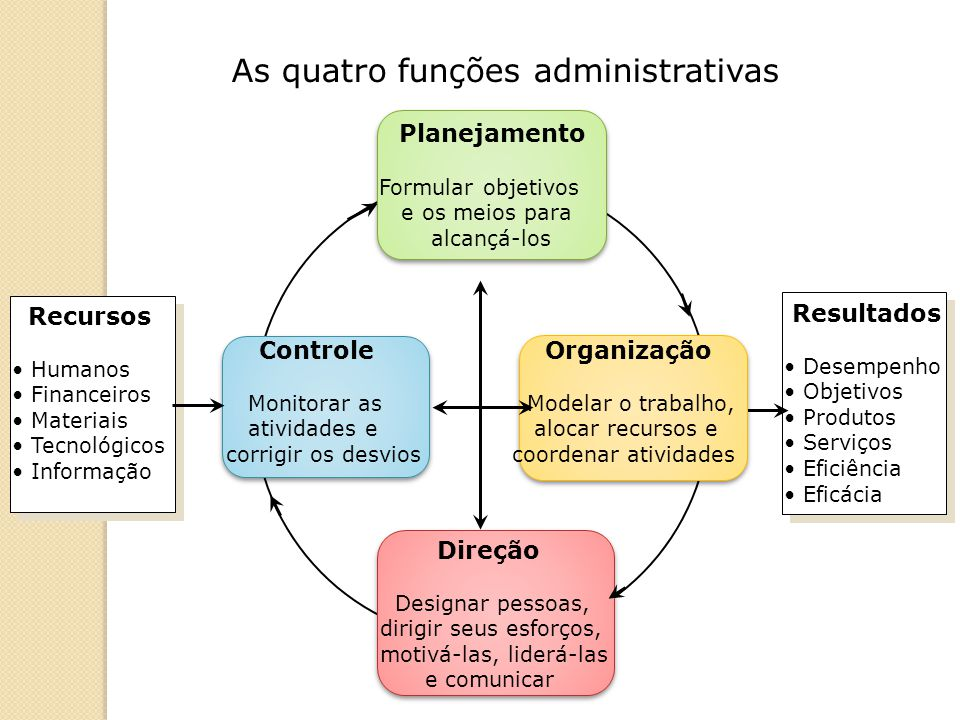 As quatro funções administrativas
Planejamento
Formular objetivos
e os meios para
alcançá-los
Recursos
• Humanos
• Financeiros
• Materiais
• Tecnológicos
• Informação
Controle
Monitorar as
atividades e
corrigir os desvios
Organização
Modelar o trabalho,
alocar recursos e
coordenar atividades
Resultados
• Desempenho
• Objetivos
• Produtos
• Serviços
• Eficiência
• Eficácia
Direção
Designar pessoas,
dirigir seus esforços,
motivá-las, liderá-las
e comunicar